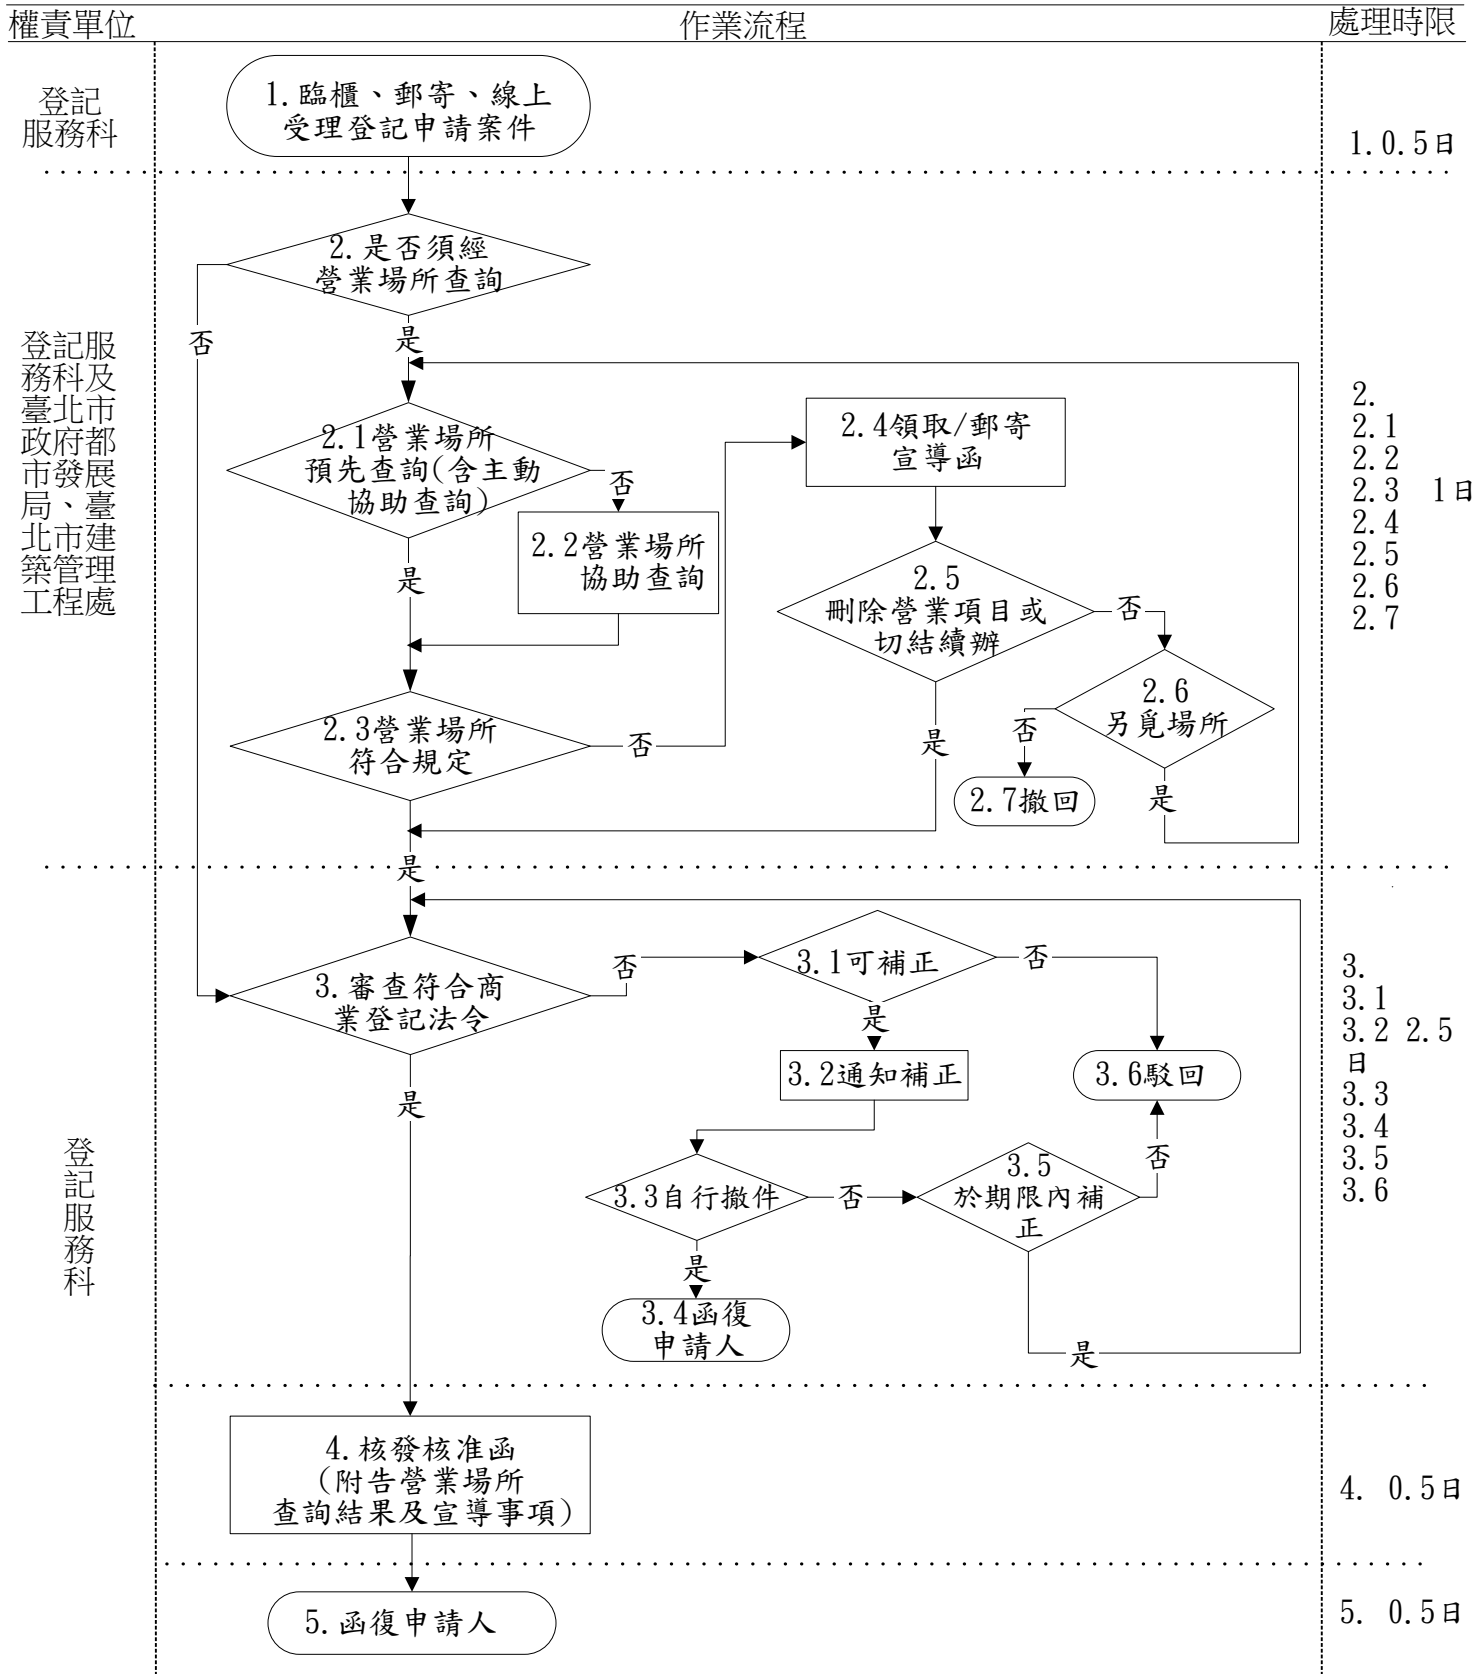 權責單位
作業流程
處理時限
登記
服務科
1.臨櫃、郵寄、線上
受理登記申請案件
1.0.5日
2.是否須經
營業場所查詢
否
是
登記服
務科及
臺北市
政府都
市發展
局、臺
北市建
築管理
工程處
2.1營業場所
預先查詢(含主動
協助查詢)
否
是
2.2營業場所
協助查詢
2.3營業場所
符合規定
否
是
2.4領取/郵寄
宣導函
2.5
刪除營業項目或
切結續辦
否
是
2.6
另覓場所
否
是
2.7撤回
2.
2.1
2.2
2.3 1日
2.4
2.5
2.6
2.7
登
記
服
務
科
3.審查符合商
業登記法令
否
是
3.1可補正
否
是
3.2通知補正
3.6駁回
3.3自行撤件
否
是
3.5
於期限內補
正
否
是
3.4函復
申請人
3.
3.1
3.2 2.5
日
3.3
3.4
3.5
3.6
4.核發核准函
(附告營業場所
查詢結果及宣導事項)
4. 0.5日
5.函復申請人
5. 0.5日